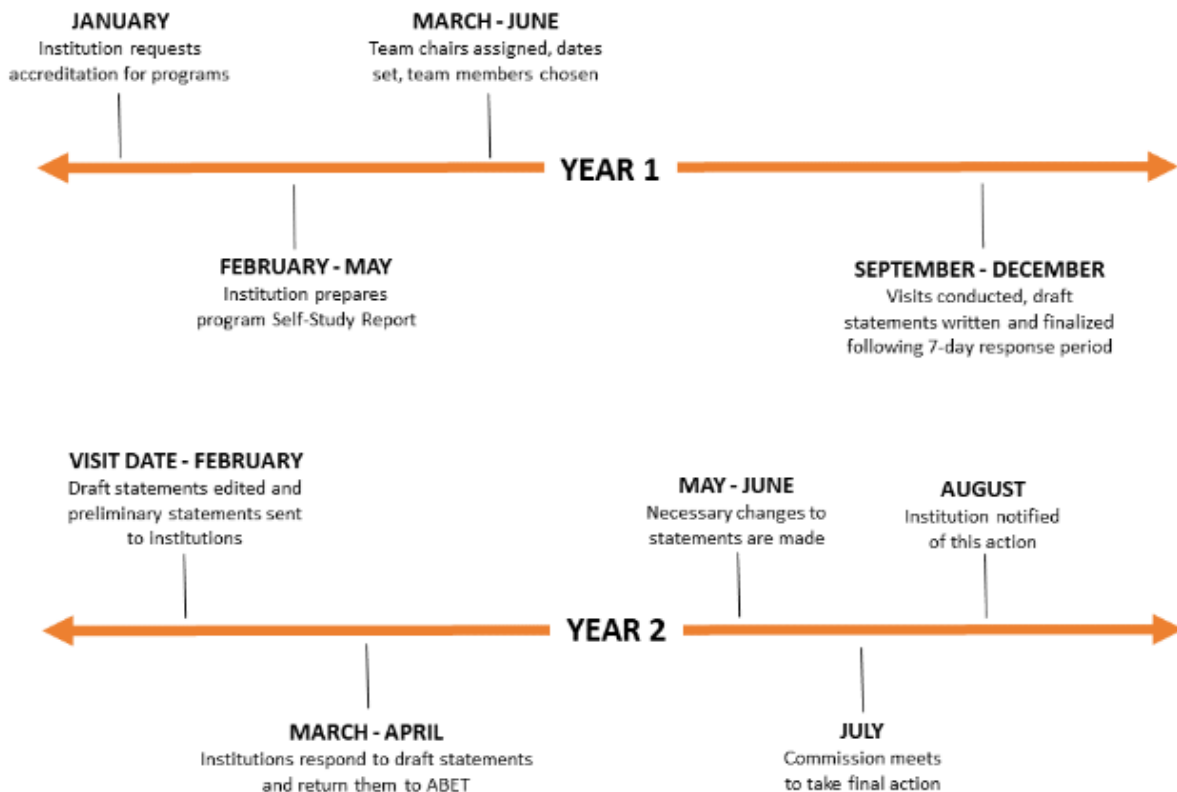 JANUARY
Institution requests
accreditation for programs
MARCH - JUNE
Team chairs assigned, dates
set, team members chosen
YEAR 1
FEBRUARY - MAY
Institution prepares
program Self-Study Report
SEPTEMBER - DECEMBER
Visits conducted, draft
statements written and finalized
following 7-day response period
VISIT DATE - FEBRUARY
Draft statements edited and
preliminary statements sent
to institutions
MAY - JUNE
Necessary changes to
statements are made
AUGUST
Institution notified
of this action
YEAR 2
MARCH - APRIL
Institutions respond to draft statements
and return them to ABET
JULY
Commission meets
to take final action